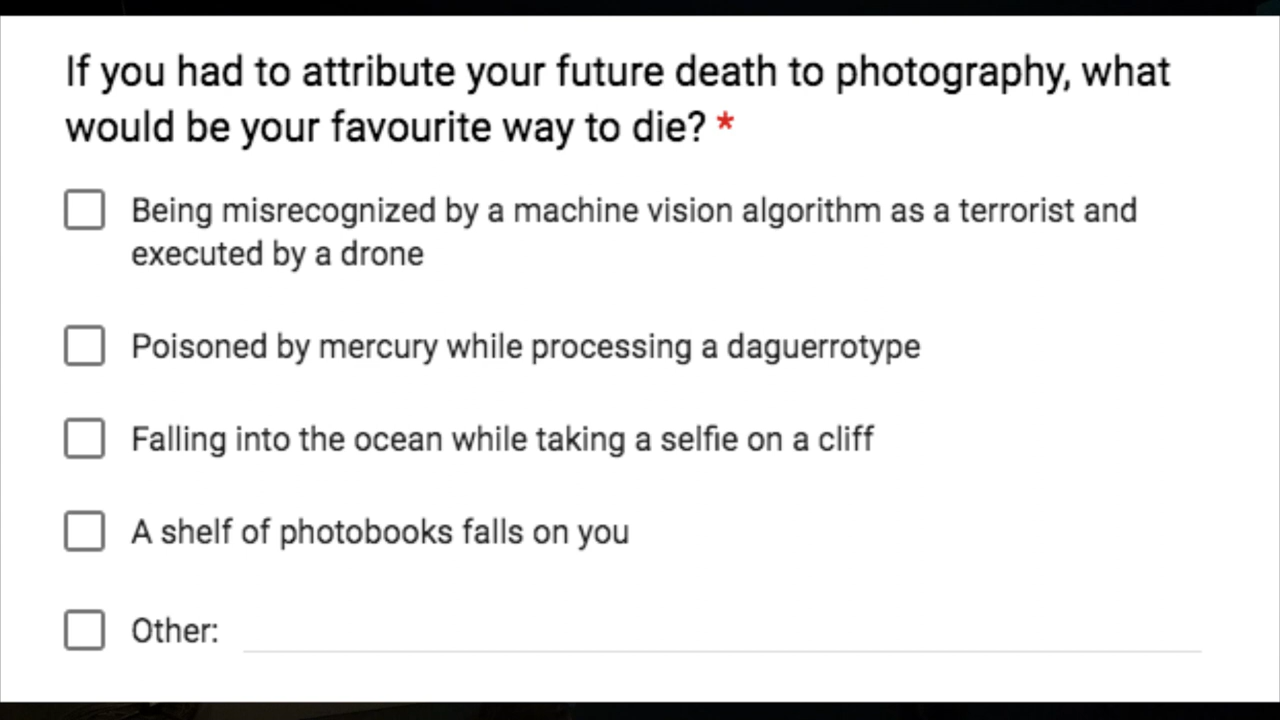 If you had to attribute your future death to photography, what
would be your favourite way to die? *
Being misrecognized by a machine vision algorithm as a terrorist and
executed by a drone
Poisoned by mercury while processing a daguerrotype
Falling into the ocean while taking a selfie on a cliff
A shelf of photobooks falls on you
Other: